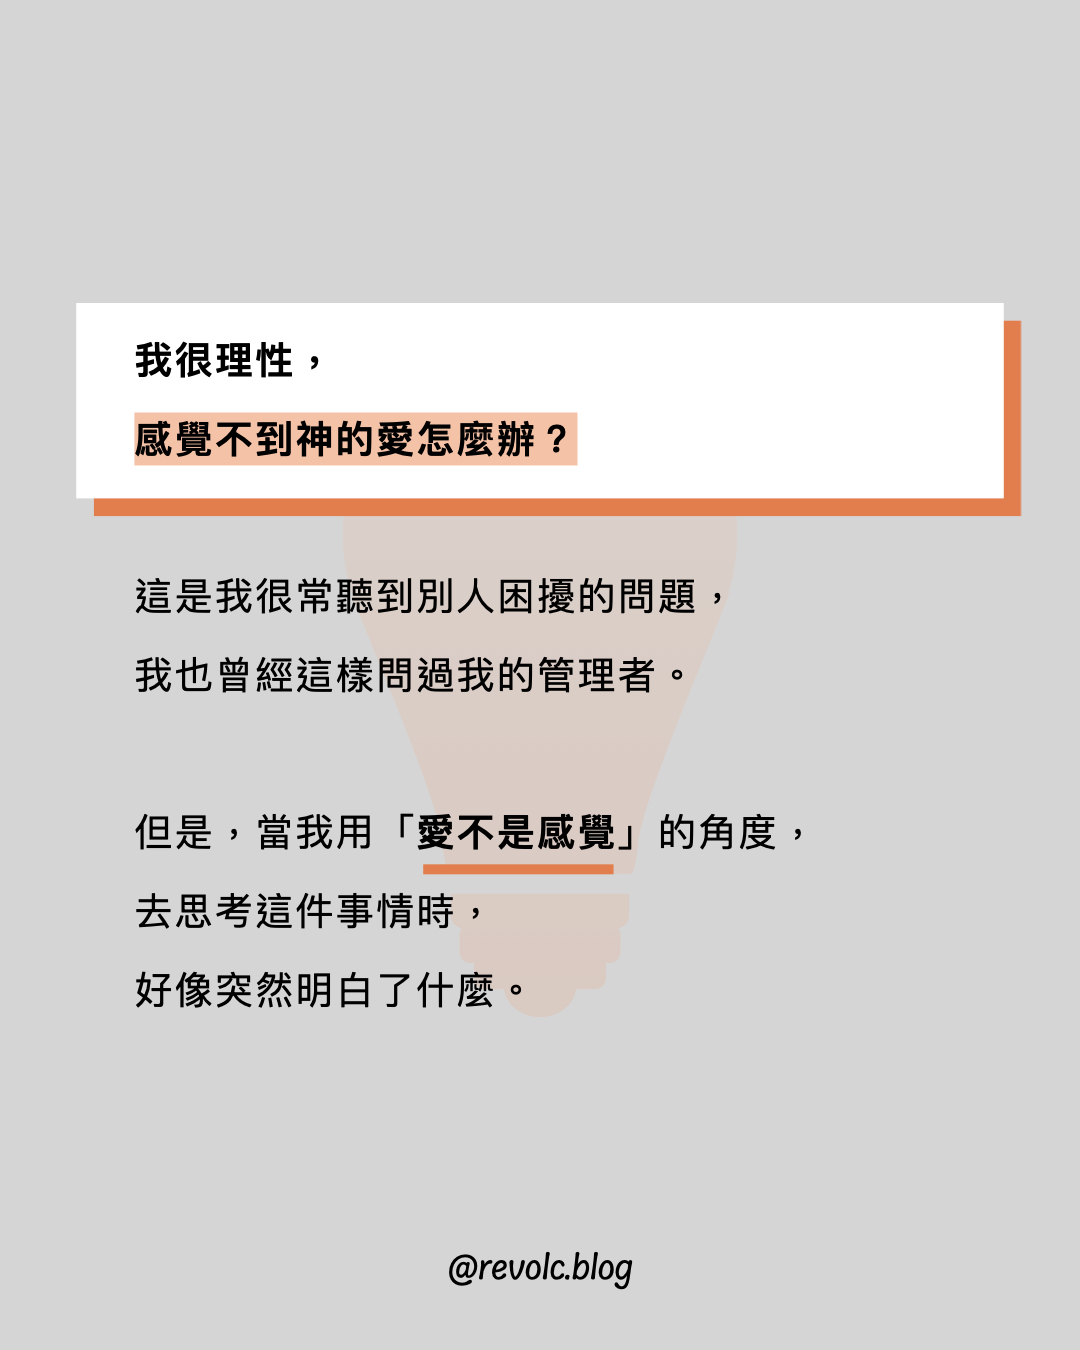 我很理性，
感覺不到神的愛怎麼辦？
這是我很常聽到別人困擾的問題，
我也曾經這樣問過我的管理者。
但是，當我用「愛不是感覺」的角度，
去思考這件事情時，
好像突然明白了什麼。
@revolc.blog